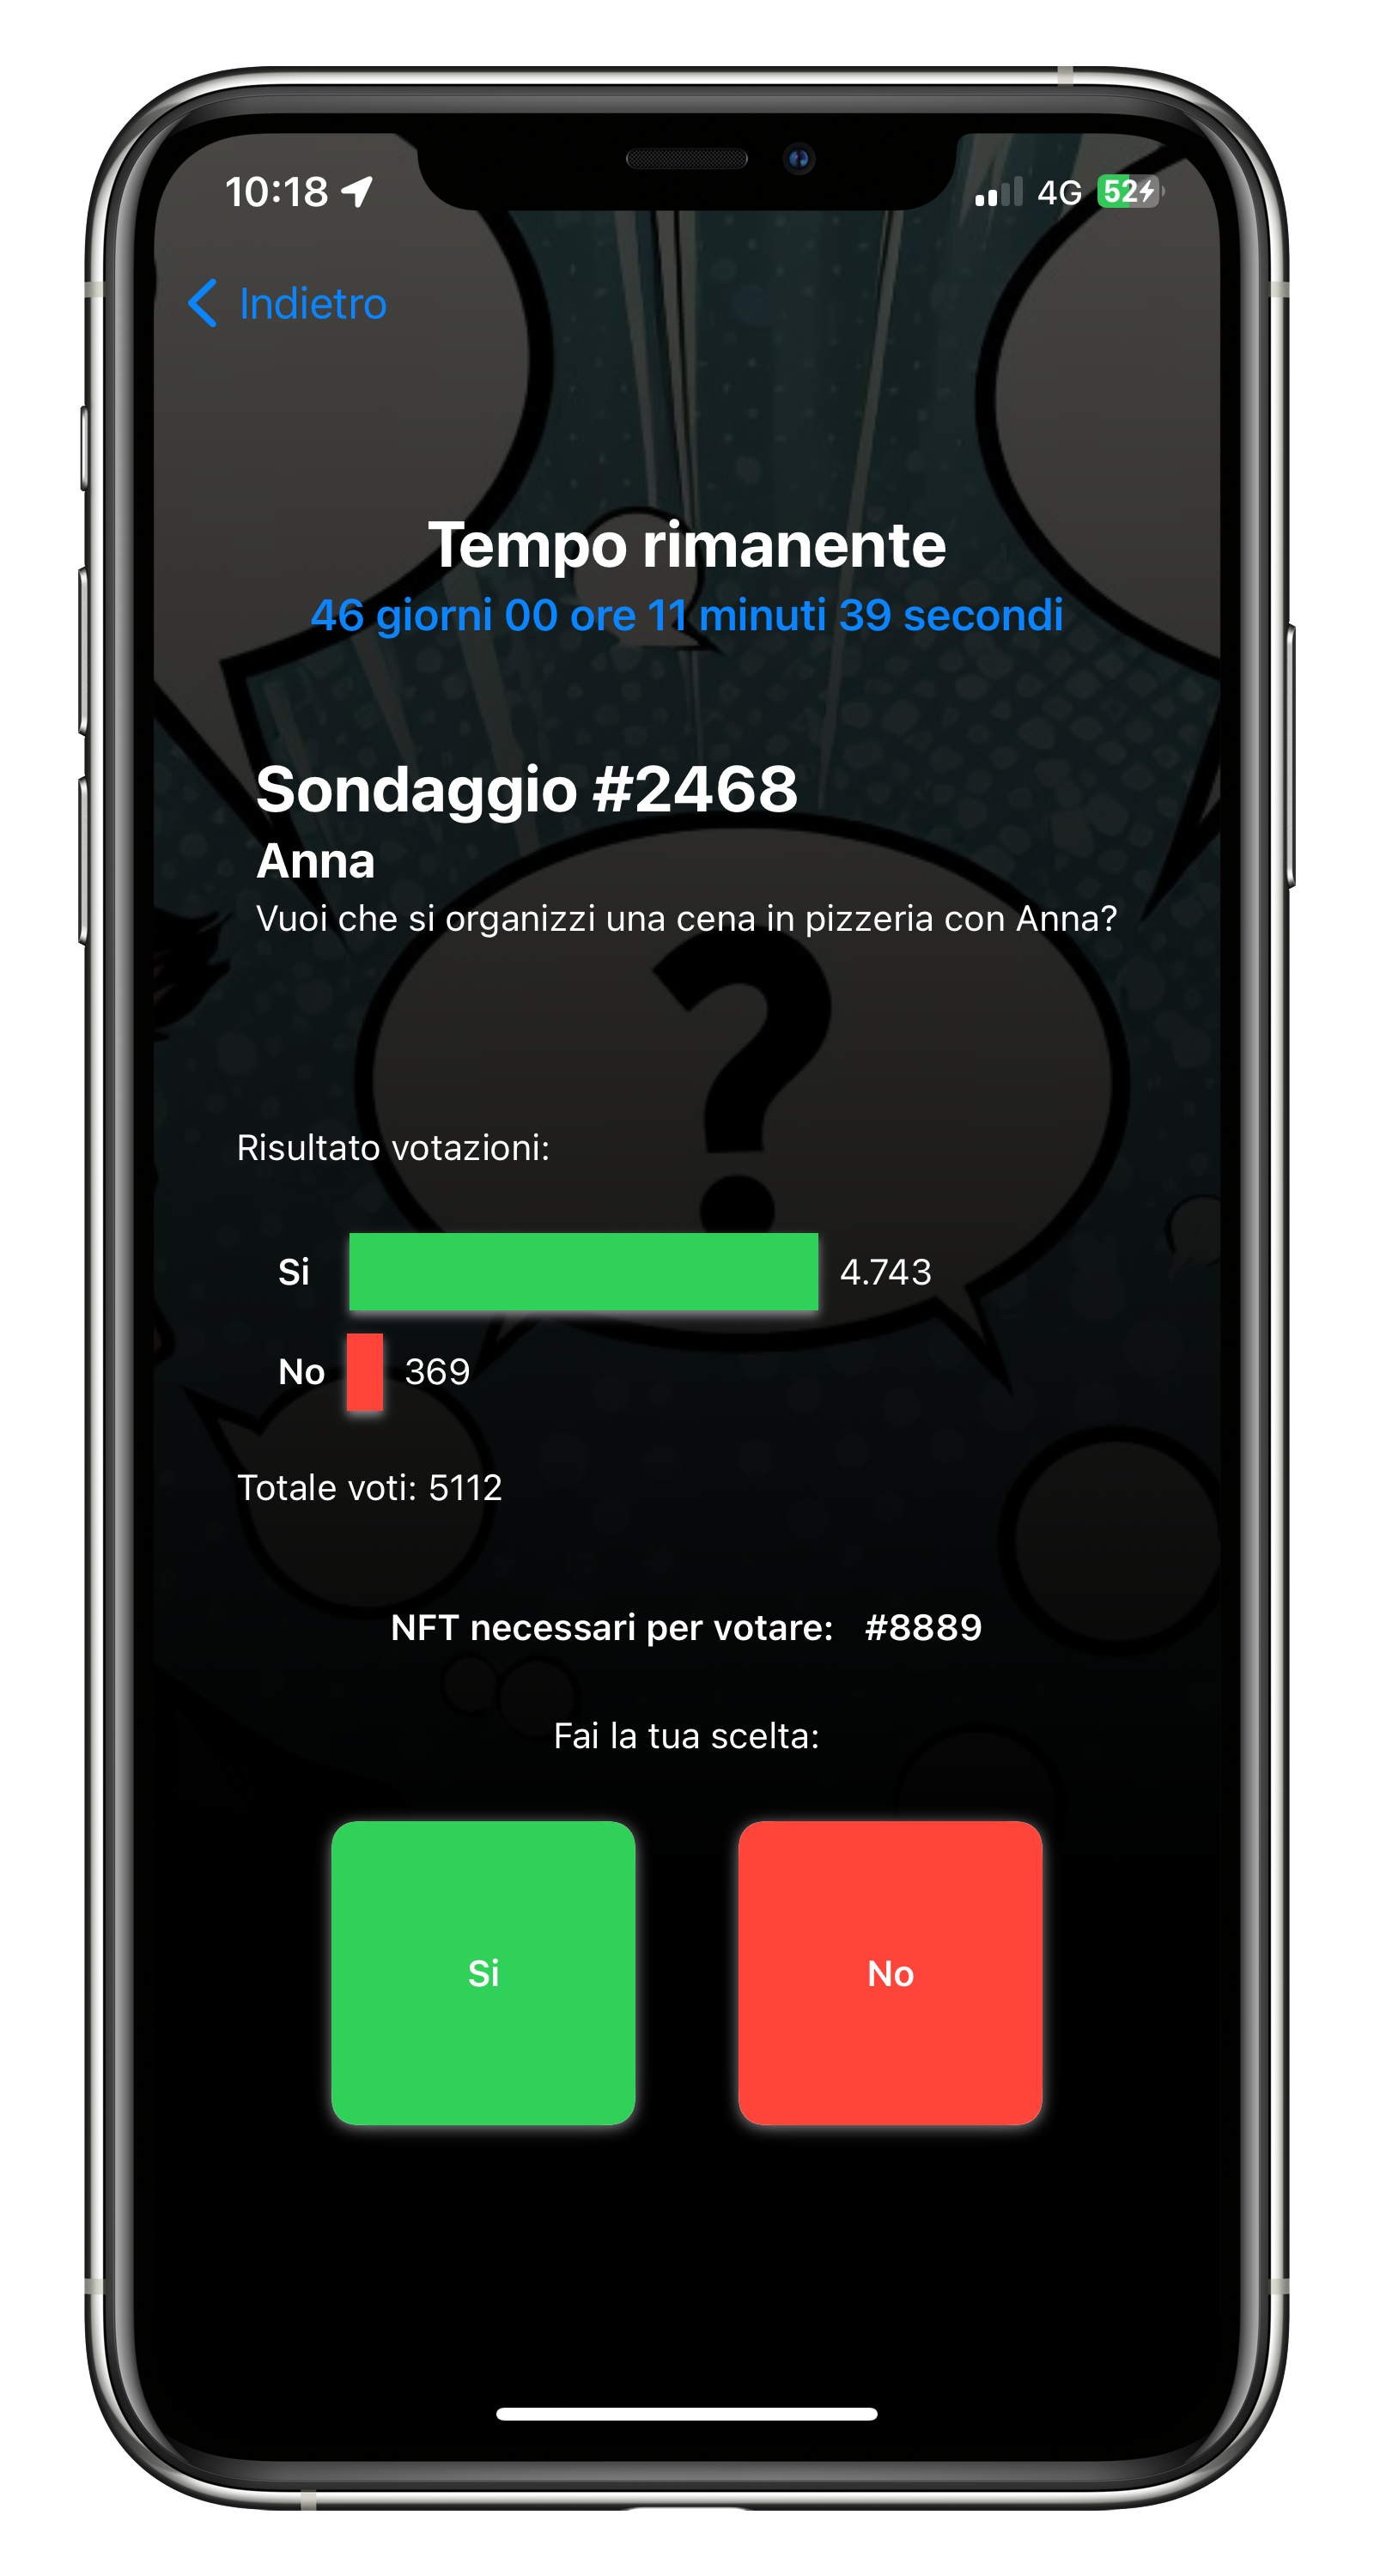 10:18 4G 52
Indietro
Tempo rimanente
46 giorni 00 ore 11 minuti 39 secondi
Sondaggio #2468
Anna
Vuoi che si organizzi una cena in pizzeria con Anna?
?
Risultato votazioni:
Si 4.743
No 369
Totale voti: 5112
NFT necessari per votare: #8889
Fai la tua scelta:
Si No